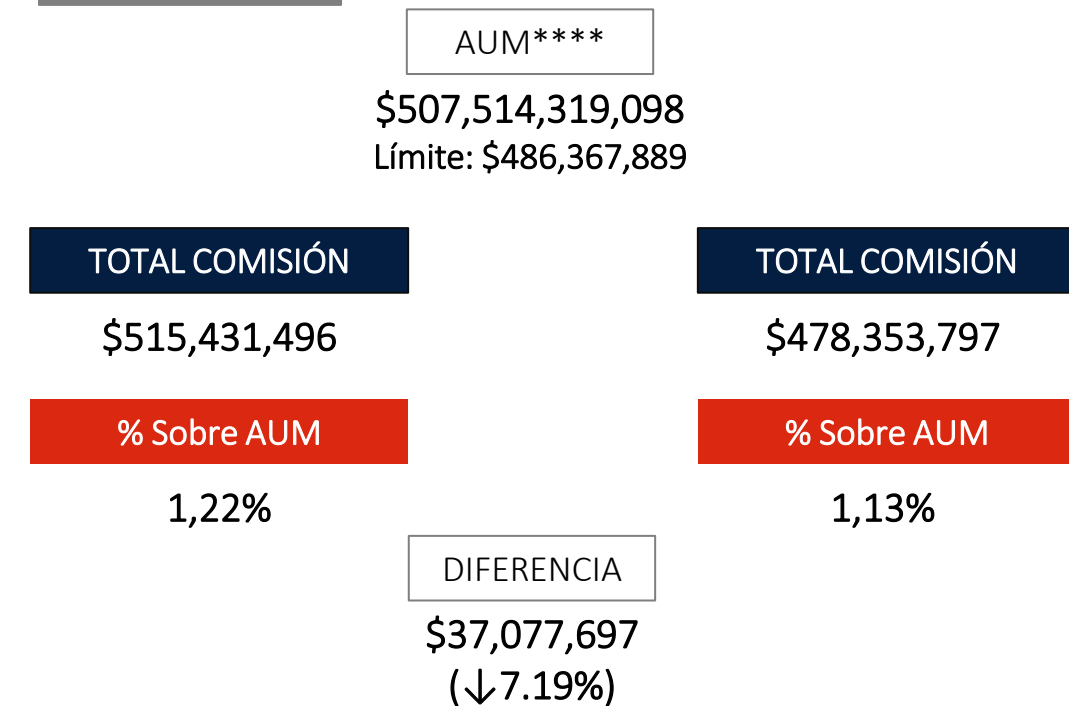 AUM****
$507,514,319,098
Límite: $486,367,889
TOTAL COMISIÓN
TOTAL COMISIÓN
$515,431,496
$478,353,797
% Sobre AUM
% Sobre AUM
1,22%
1,13%
DIFERENCIA
$37,077,697
(↓7.19%)